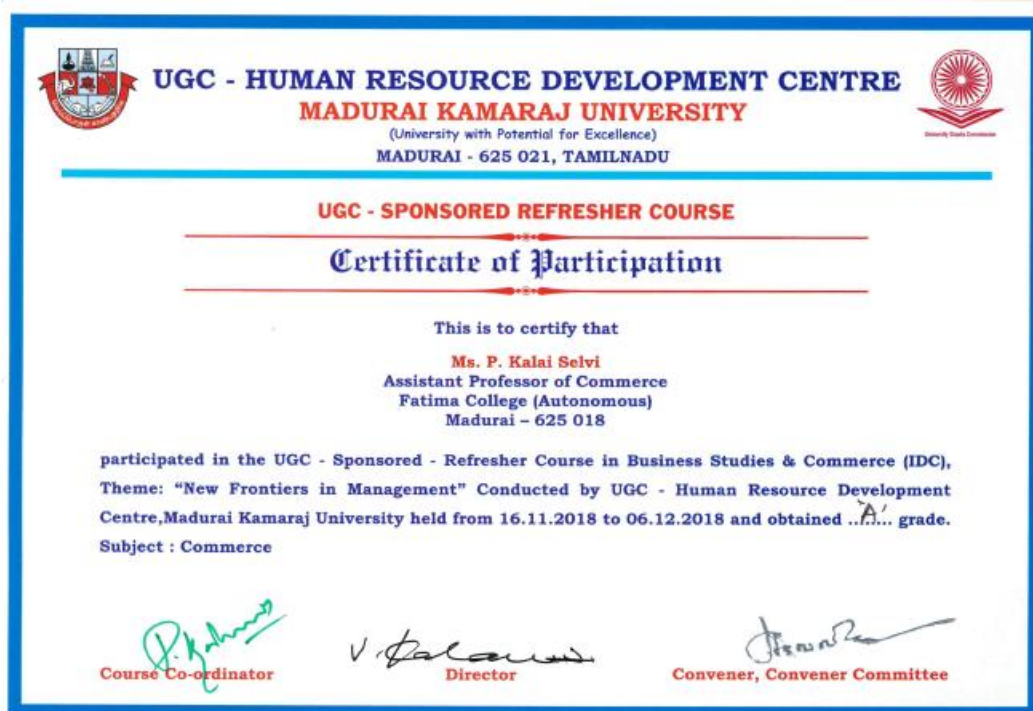 UGC - HUMAN RESOURCE DEVELOPMENT CENTRE
MADURAI KAMARAJ UNIVERSITY
(University with Potential for Excellence)
MADURAI - 625 021, TAMILNADU
University Grants Commission
UGC - SPONSORED REFRESHER COURSE
Certificate of Participation
This is to certify that
Ms. P. Kalai Selvi
Assistant Professor of Commerce
Fatima College (Autonomous)
Madurai – 625 018
participated in the UGC - Sponsored - Refresher Course in Business Studies & Commerce (IDC),
Theme: “New Frontiers in Management” Conducted by UGC - Human Resource Development
Centre,Madurai Kamaraj University held from 16.11.2018 to 06.12.2018 and obtained ..'A'... grade.
Subject : Commerce
Course Co-ordinator
Director
Convener, Convener Committee